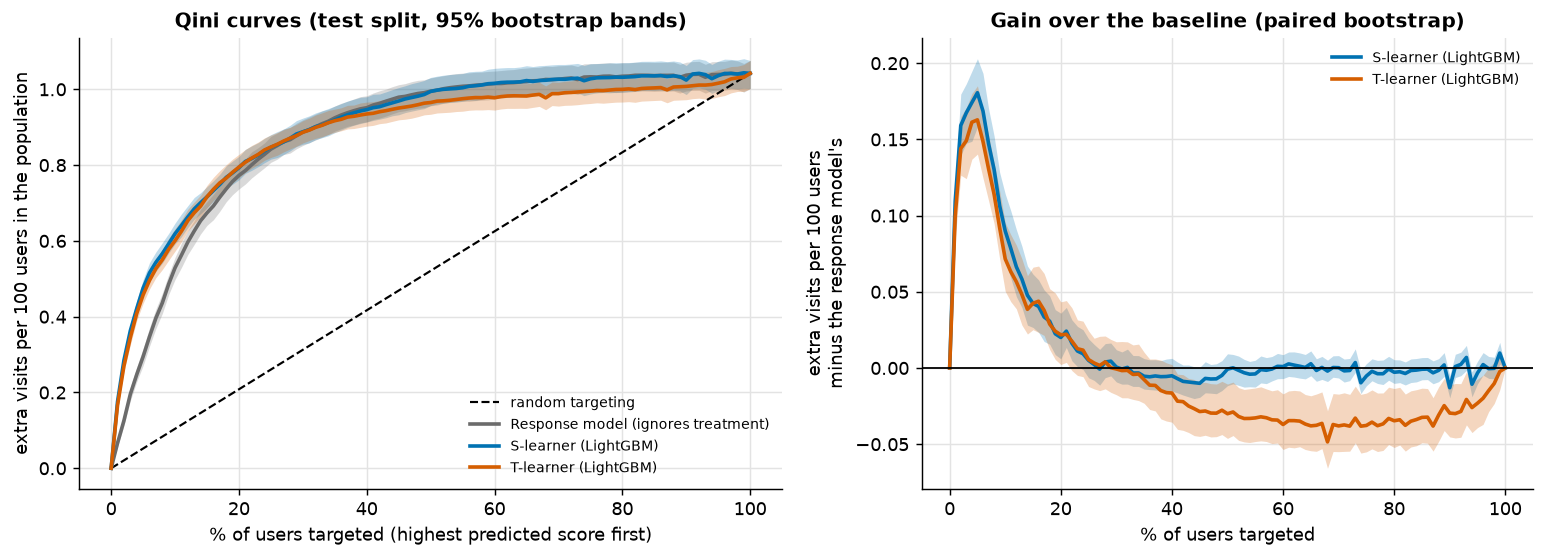 Qini curves (test split, 95% bootstrap bands)
extra visits per 100 users in the population
1.0
0.8
0.6
0.4
0.2
0.0
random targeting
Response model (ignores treatment)
S-learner (LightGBM)
T-learner (LightGBM)
0 20 40 60 80 100
% of users targeted (highest predicted score first)
Gain over the baseline (paired bootstrap)
extra visits per 100 users
minus the response model's
0.20
0.15
0.10
0.05
0.00
−0.05
S-learner (LightGBM)
T-learner (LightGBM)
0 20 40 60 80 100
% of users targeted